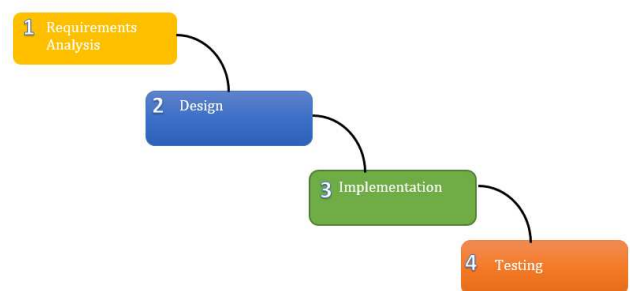 1 Requirements
Analysis
2 Design
3 Implementation
4 Testing